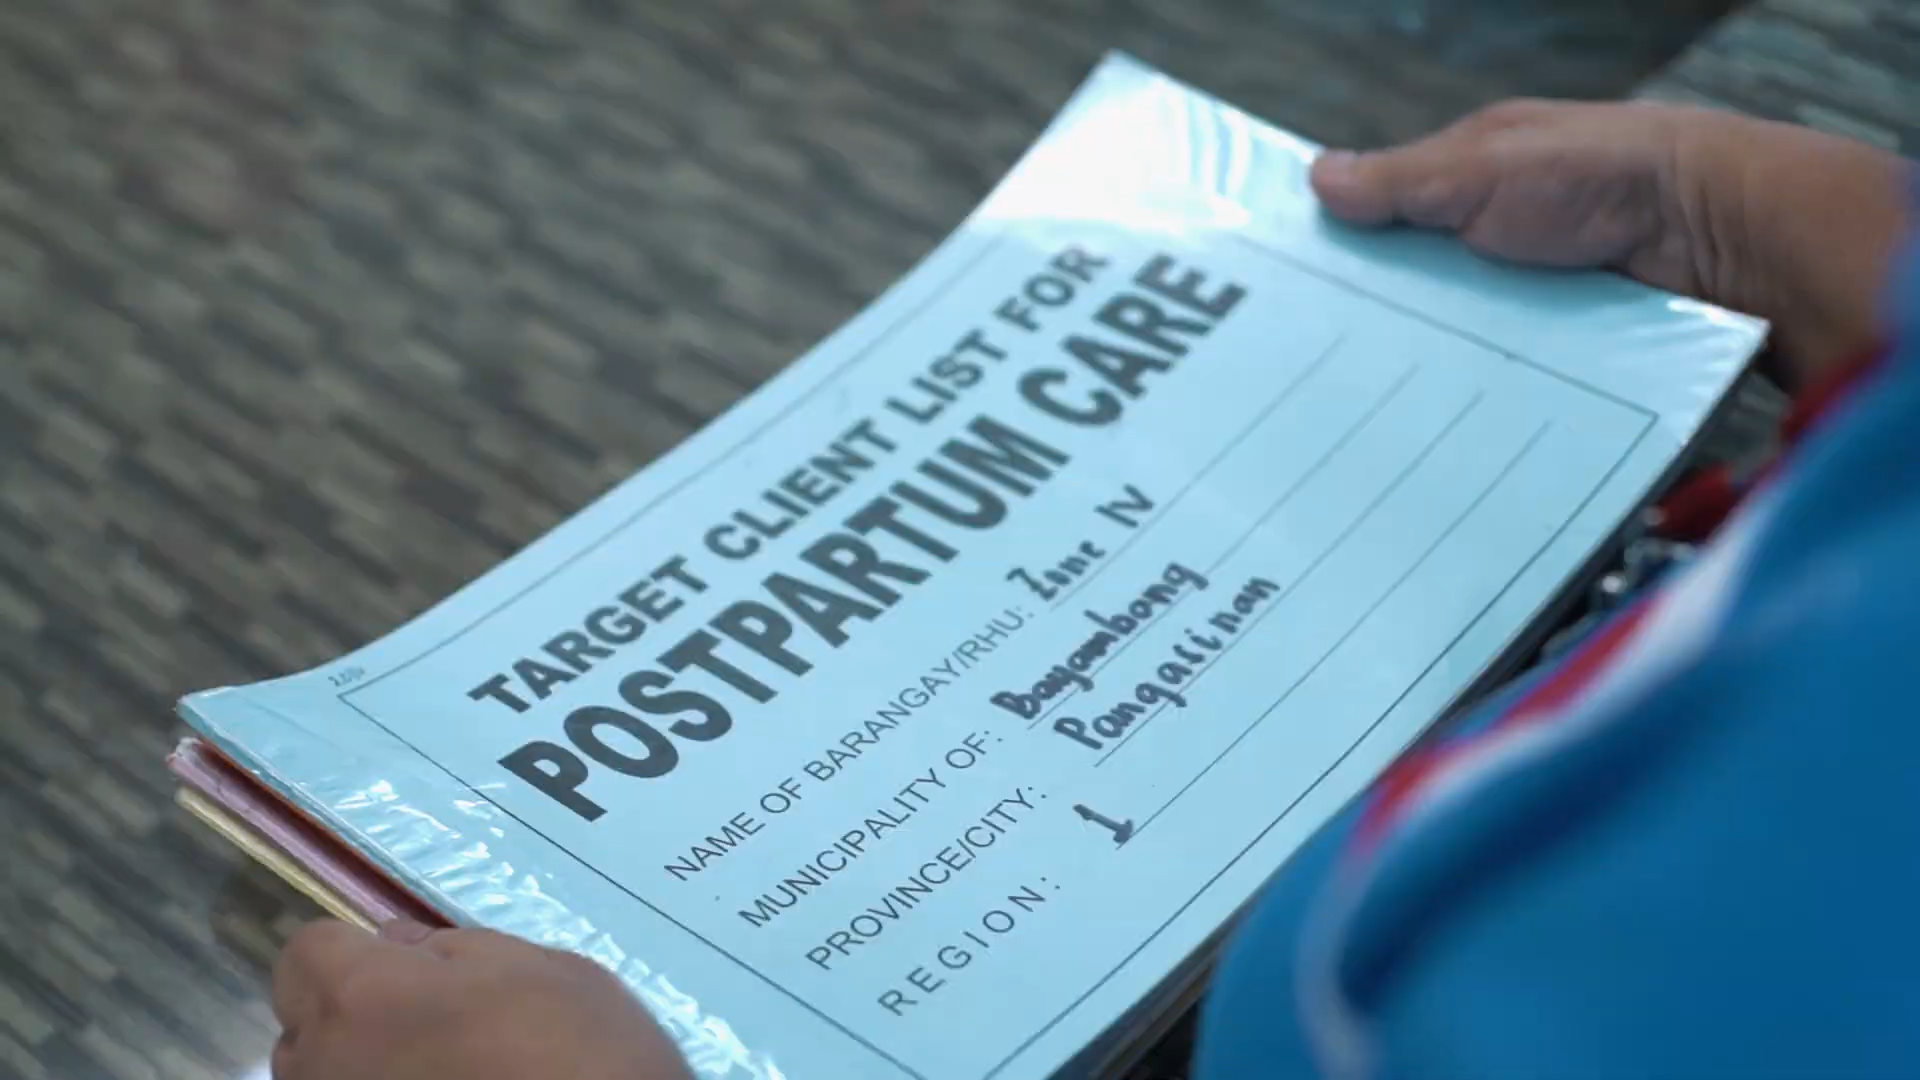 TARGET CLIENT LIST FOR
POSTPARTUM CARE
NAME OF BARANGAY/RHU: Zone IV
MUNICIPALITY OF: Bayambong
PROVINCE/CITY: Pangasinan
REGION: 1